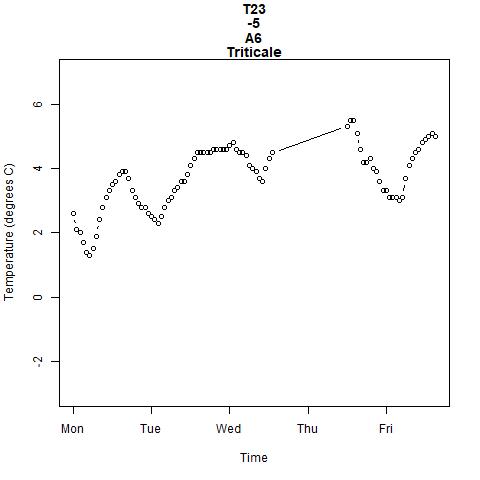 T23
-5
A6
Triticale
Temperature (degrees C)
6
4
2
0
-2
Mon Tue Wed Thu Fri
Time